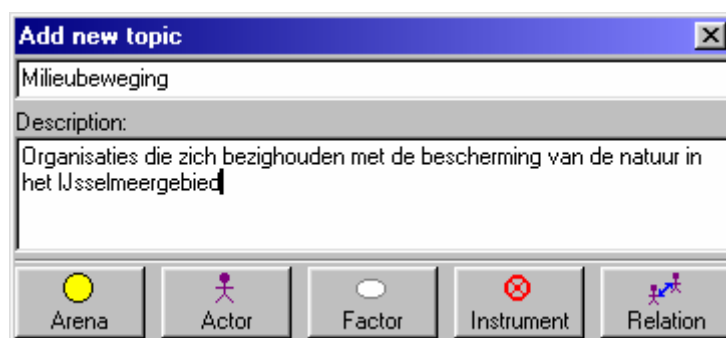 Add new topic
Milieubeweging
Description:
Organisaties die zich bezighouden met de bescherming van de natuur in
het IJsselmeergebied
Arena Actor Factor Instrument Relation